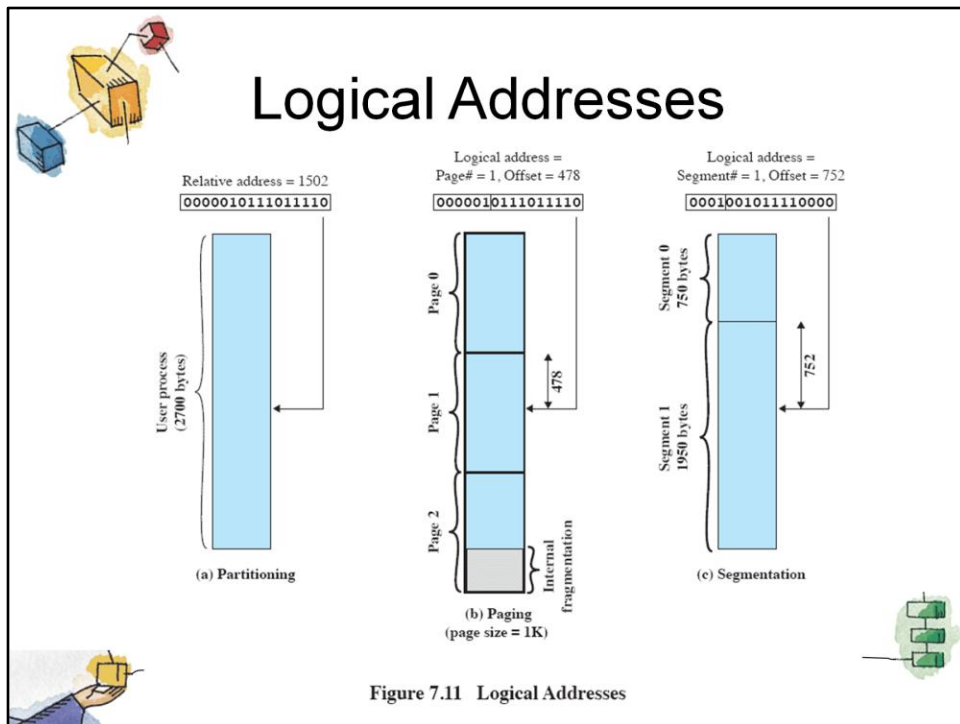 Logical Addresses
Relative address = 1502
0000010111011110
User process
(2700 bytes)
(a) Partitioning
Logical address =
Page# = 1, Offset = 478
0000010111011110
Page 0
Page 1
Page 2
478
Internal
fragmentation
(b) Paging
(page size = 1K)
Logical address =
Segment# = 1, Offset = 752
0001001011110000
Segment 0
750 bytes
Segment 1
1950 bytes
752
(c) Segmentation
Figure 7.11 Logical Addresses